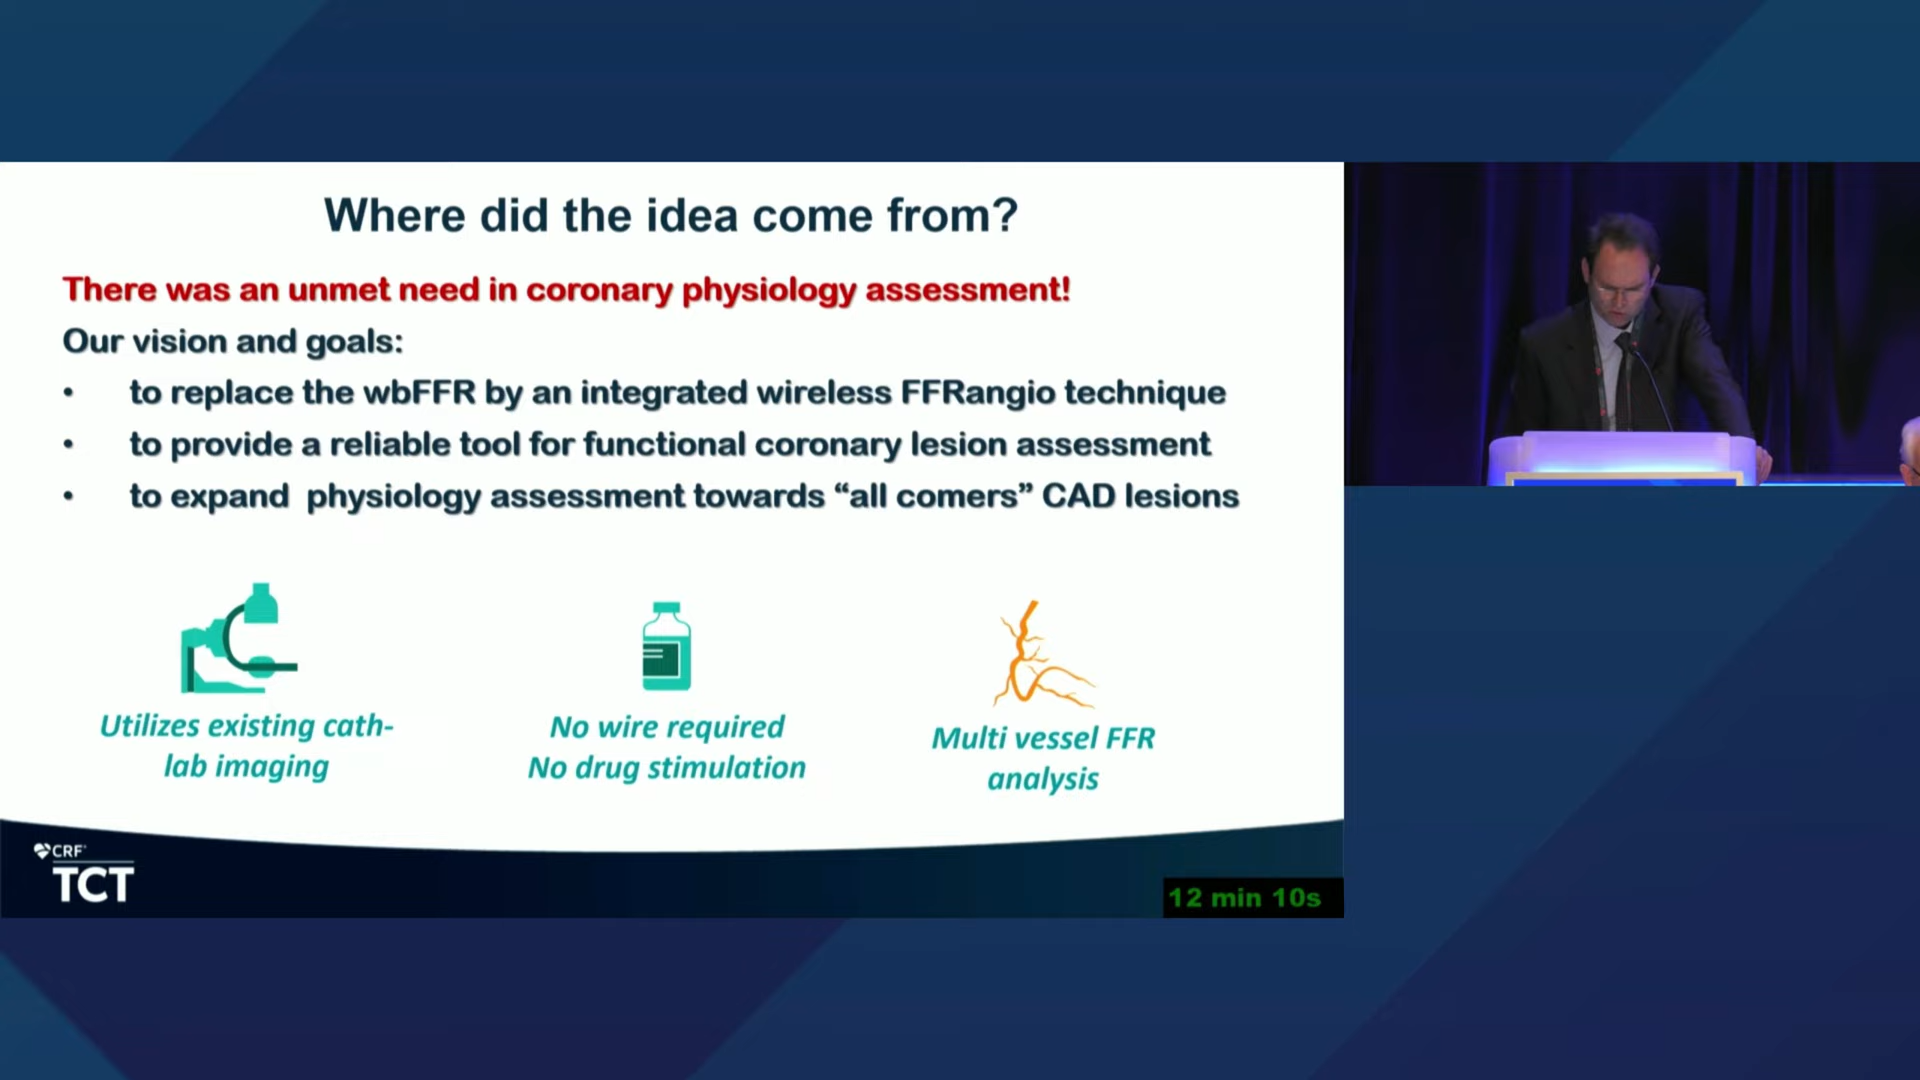 Where did the idea come from?
There was an unmet need in coronary physiology assessment!
Our vision and goals:
• to replace the wbFFR by an integrated wireless FFRangio technique
• to provide a reliable tool for functional coronary lesion assessment
• to expand physiology assessment towards “all comers” CAD lesions
Utilizes existing cath-
lab imaging
No wire required
No drug stimulation
Multi vessel FFR
analysis
CRF
TCT
12 min 10s